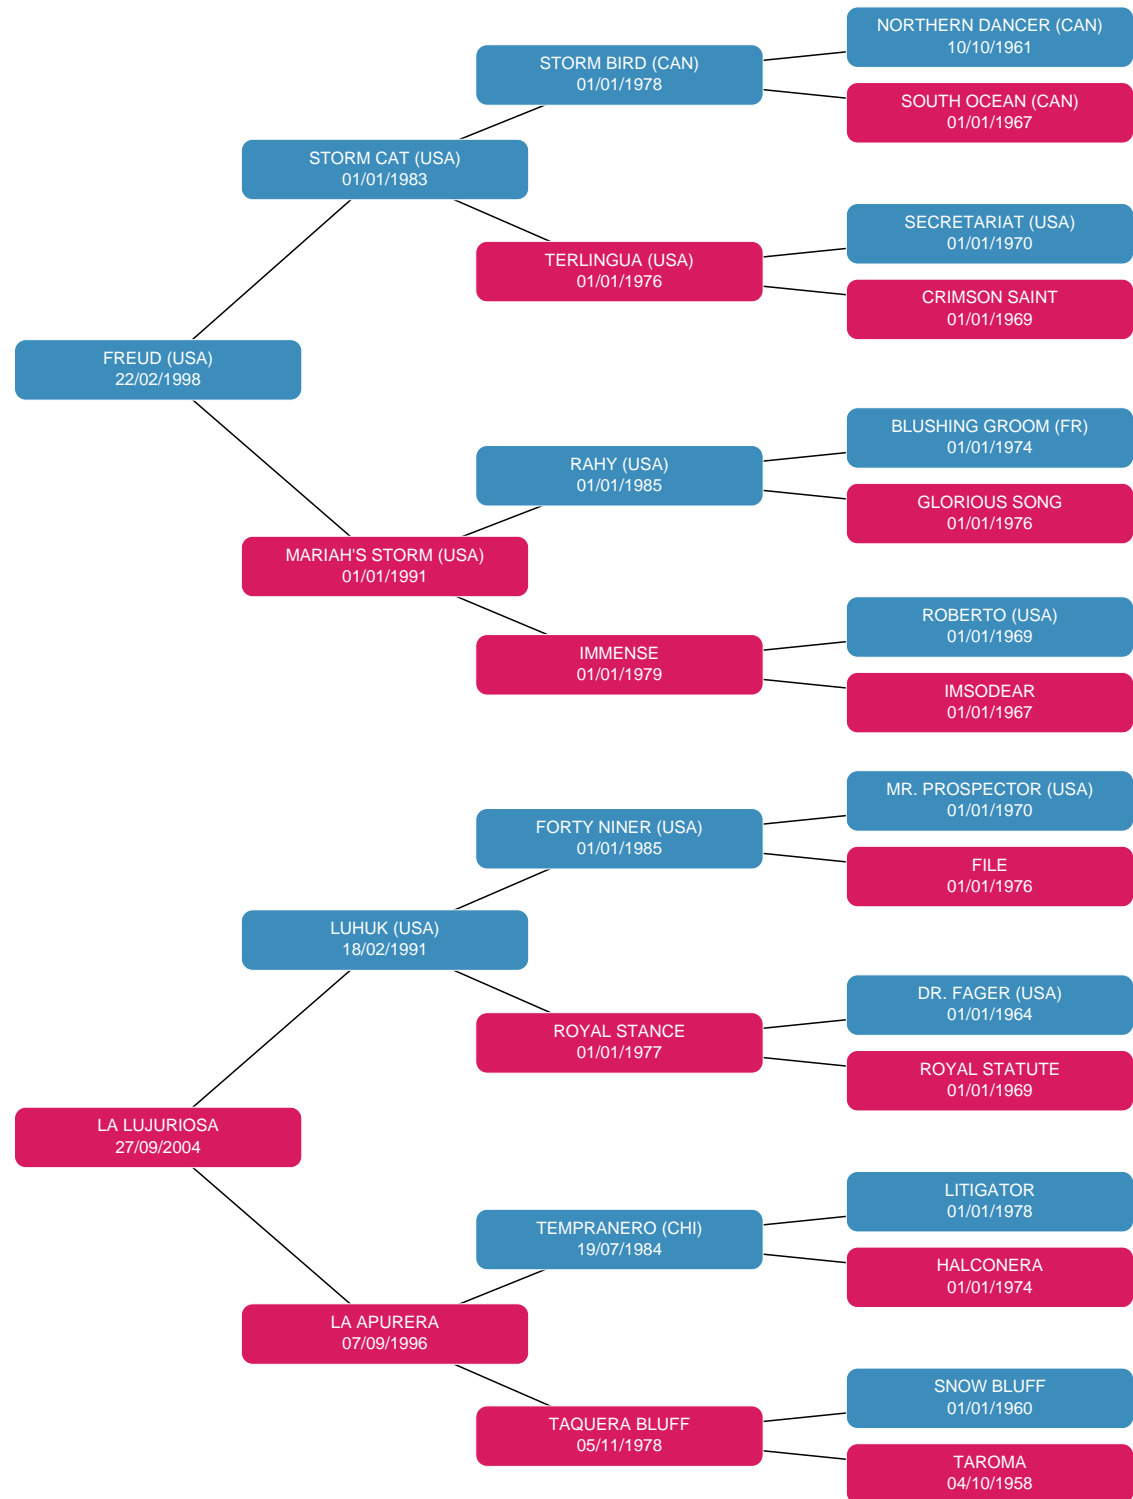 NORTHERN DANCER (CAN)
10/10/1961
STORM BIRD (CAN)
01/01/1978
SOUTH OCEAN (CAN)
01/01/1967
STORM CAT (USA)
01/01/1983
SECRETARIAT (USA)
01/01/1970
TERLINGUA (USA)
01/01/1976
CRIMSON SAINT
01/01/1969
FREUD (USA)
22/02/1998
BLUSHING GROOM (FR)
01/01/1974
RAHY (USA)
01/01/1985
GLORIOUS SONG
01/01/1976
MARIAH'S STORM (USA)
01/01/1991
ROBERTO (USA)
01/01/1969
IMMENSE
01/01/1979
IMSODEAR
01/01/1967
MR. PROSPECTOR (USA)
01/01/1970
FORTY NINER (USA)
01/01/1985
FILE
01/01/1976
LUHUK (USA)
18/02/1991
DR. FAGER (USA)
01/01/1964
ROYAL STANCE
01/01/1977
ROYAL STATUTE
01/01/1969
LA LUJURIOSA
27/09/2004
LITIGATOR
01/01/1978
TEMPRANERO (CHI)
19/07/1984
HALCONERA
01/01/1974
LA APURERA
07/09/1996
SNOW BLUFF
01/01/1960
TAQUERA BLUFF
05/11/1978
TAROMA
04/10/1958